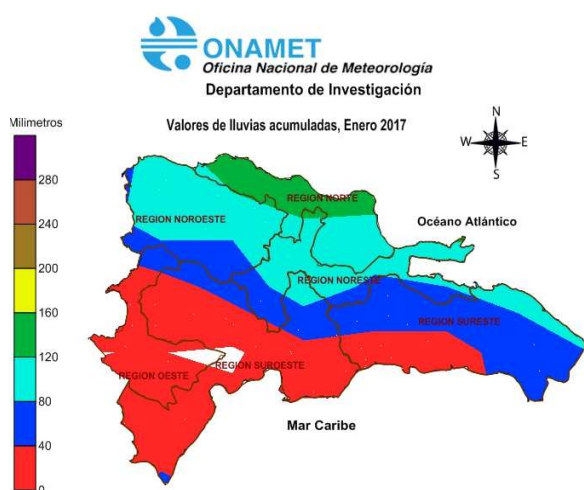 ONAMET
Oficina Nacional de Meteorología
Departamento de Investigación
Valores de lluvias acumuladas, Enero 2017
Milimetros
280
240
200
160
120
80
40
0
N
W
E
S
Océano Atlántico
REGION NORTE
REGION NOROESTE
REGION NORESTE
REGION SURESTE
REGION SUROESTE
REGION OESTE
Mar Caribe